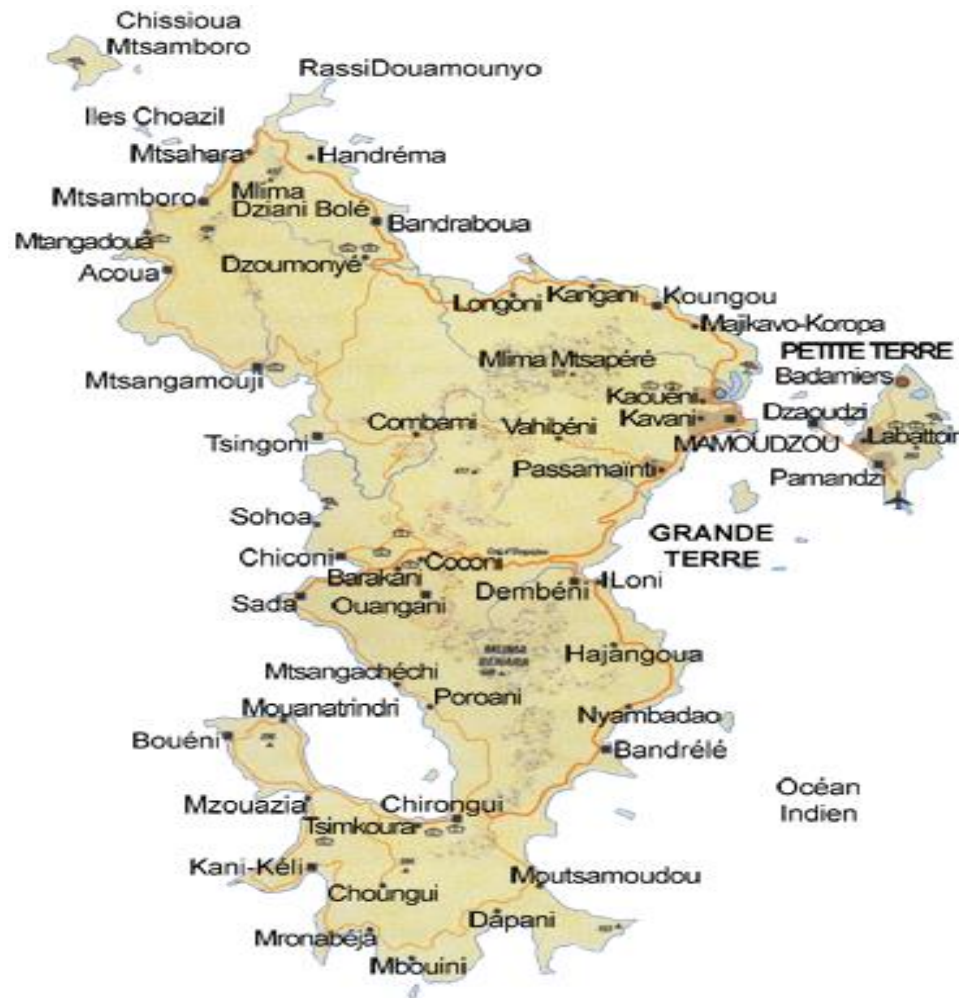 Chissioua
Mtsamboro
RassiDouamounyo
Iles Choazil
Mtsahara
Handréma
Mtsamboro
Mlima
Dziani Bolé
Bandraboua
Mtangadoua
Dzoumonyé
Acoua
Longoni
Kangani
Koungou
Majikavo-Koropa
Mlima Mtsapéré
PETITE TERRE
Mtsangamouji
Badamiers
Kaouéni
Dzaoudzi
Combami
Vahibéni
Kavani
Tsingoni
MAMOUDZOU
Labattoir
Passamaïnti
Pamandzi
Sohoa
GRANDE
TERRE
Chiconi
Coconi
Barakani
Dembéni
ILoni
Sada
Ouangani
Hajangoua
Mtsangachéchi
Poroani
Mouanatrindri
Nyambadao
Bouéni
Bandrélé
Océan
Indien
Mzouazia
Chirongui
Tsimkoura
Kani-Kéli
Choungui
Moutsamoudou
Dapani
Mronabéja
Mbouini